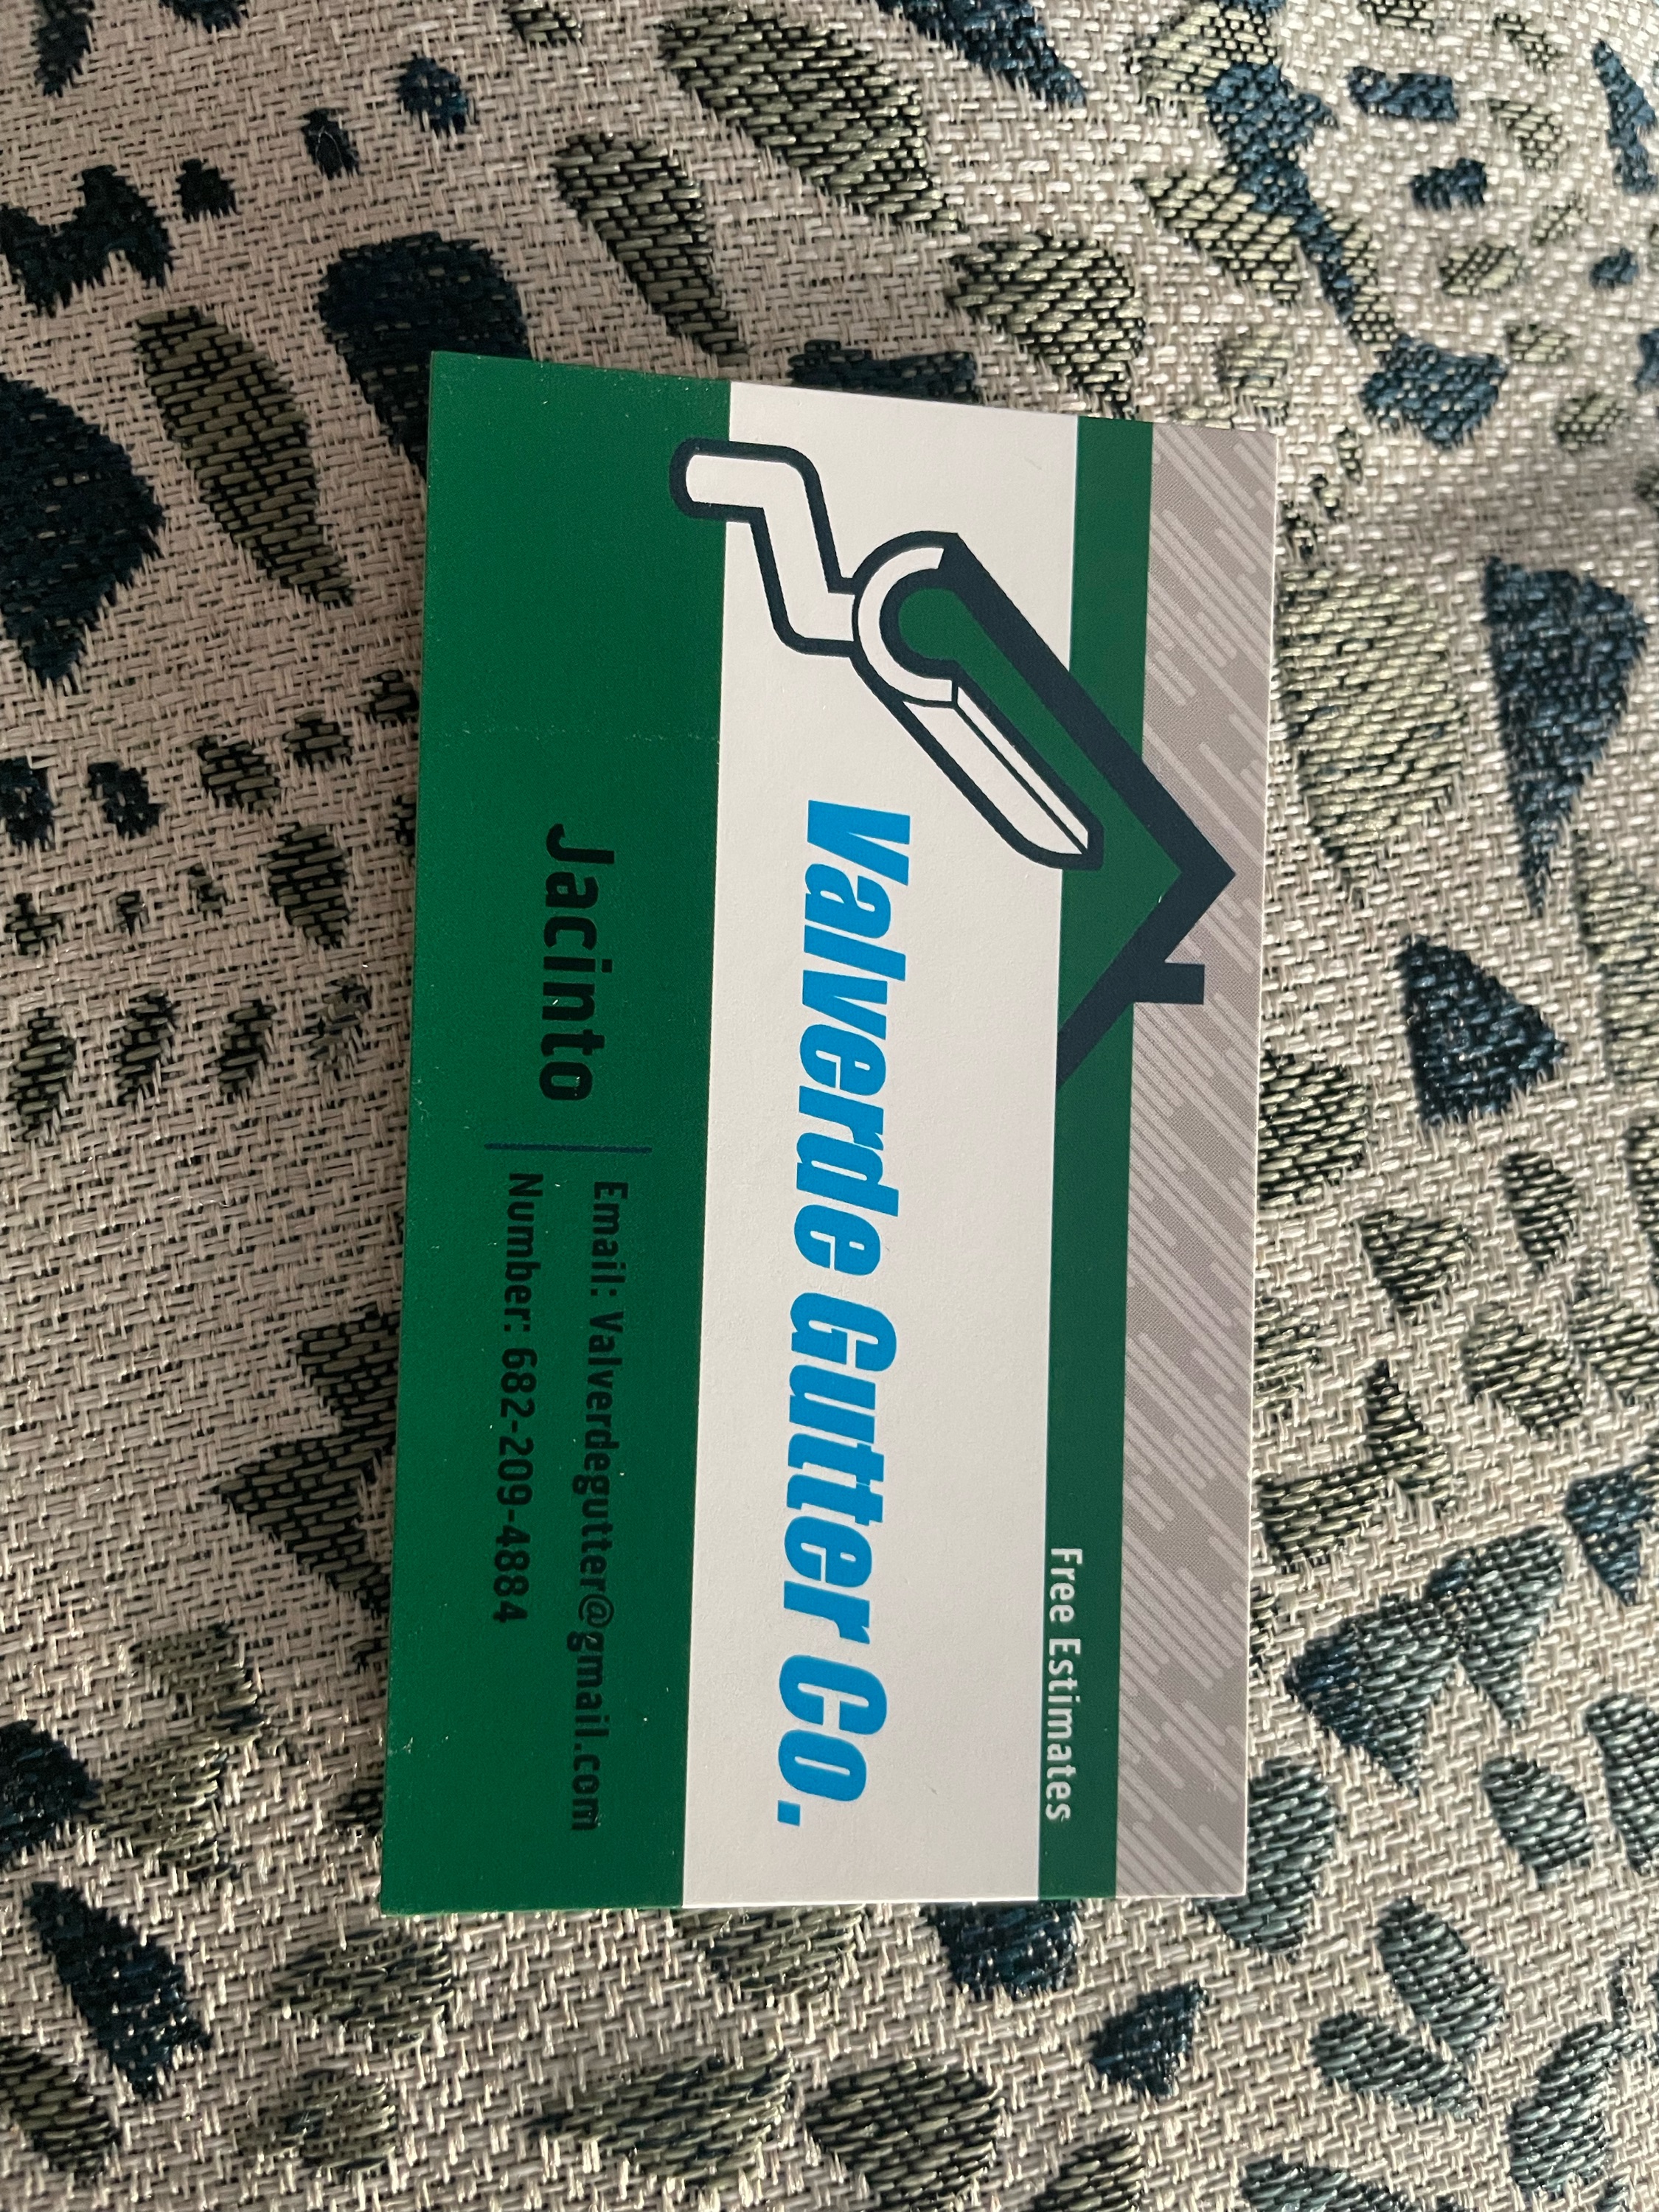 Free Estimates
Valverde Gutter Co.
Jacinto
Email: Valverdegutter@gmail.com
Number: 682-209-4884